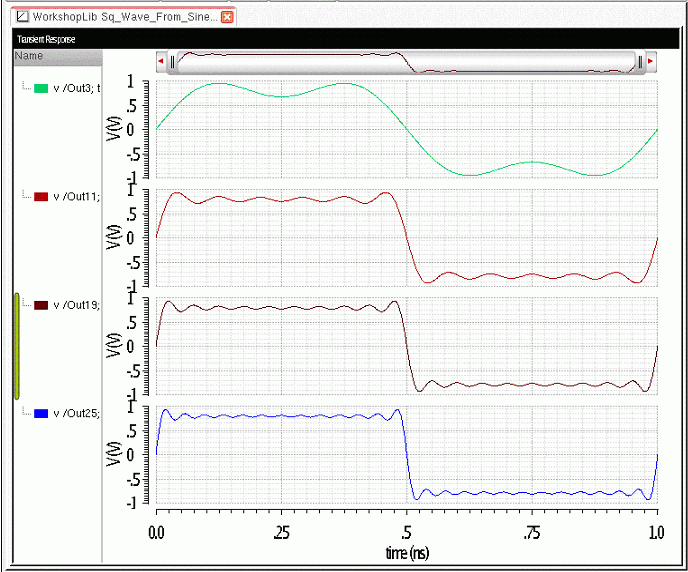 WorkshopLib Sq_Wave_From_Sine...
Transient Response
Name
v /Out3; t
V(V)
1
.5
0
-.5
-1
v /Out11;
V(V)
1
.5
0
-.5
-1
v /Out19;
V(V)
1
.5
0
-.5
-1
v /Out25;
V(V)
1
.5
0
-.5
-1
0.0 .25 .5 .75 1.0
time (ns)